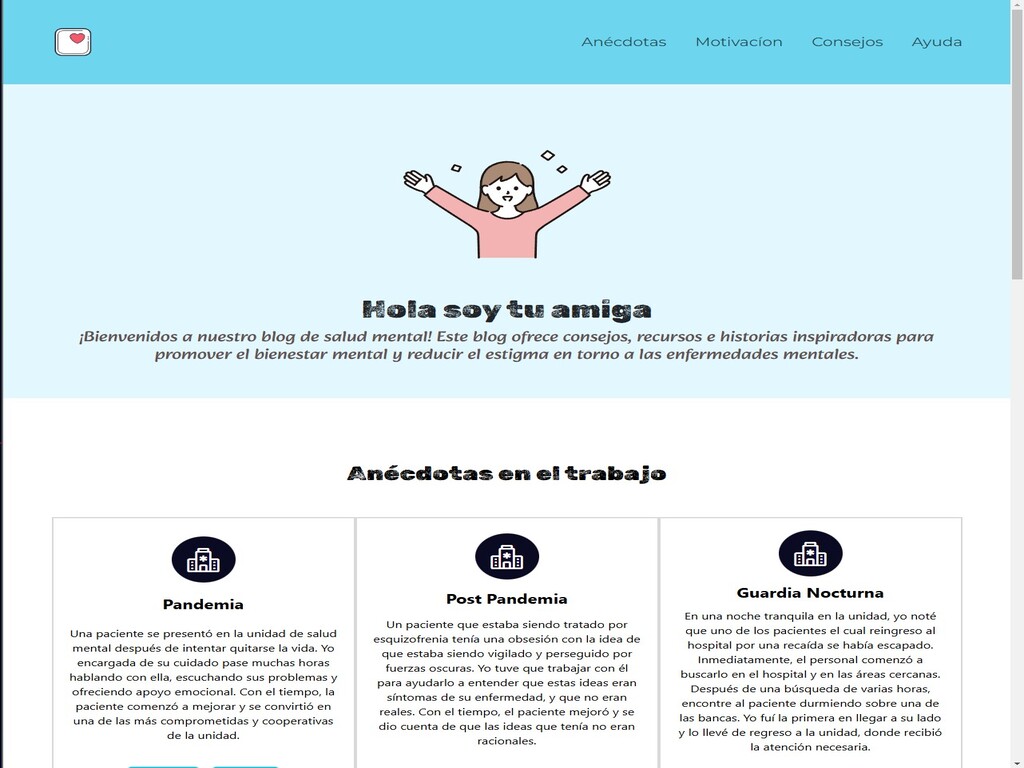 Anécdotas Motivacíon Consejos Ayuda
Hola soy tu amiga
¡Bienvenidos a nuestro blog de salud mental! Este blog ofrece consejos, recursos e historias inspiradoras para
promover el bienestar mental y reducir el estigma en torno a las enfermedades mentales.
Anécdotas en el trabajo
Pandemia
Una paciente se presentó en la unidad de salud
mental después de intentar quitarse la vida. Yo
encargada de su cuidado pase muchas horas
hablando con ella, escuchando sus problemas y
ofreciendo apoyo emocional. Con el tiempo, la
paciente comenzó a mejorar y se convirtió en
una de las más comprometidas y cooperativas
de la unidad.
Post Pandemia
Un paciente que estaba siendo tratado por
esquizofrenia tenía una obsesión con la idea de
que estaba siendo vigilado y perseguido por
fuerzas oscuras. Yo tuve que trabajar con él
para ayudarlo a entender que estas ideas eran
síntomas de su enfermedad, y que no eran
reales. Con el tiempo, el paciente mejoró y se
dio cuenta de que las ideas que tenía no eran
racionales.
Guardia Nocturna
En una noche tranquila en la unidad, yo noté
que uno de los pacientes el cual reingreso al
hospital por una recaída se había escapado.
Inmediatamente, el personal comenzó a
buscarlo en el hospital y en las áreas cercanas.
Después de una búsqueda de varias horas,
encontre al paciente durmiendo sobre una de
las bancas. Yo fuí la primera en llegar a su lado
y lo llevé de regreso a la unidad, donde recibió
la atención necesaria.